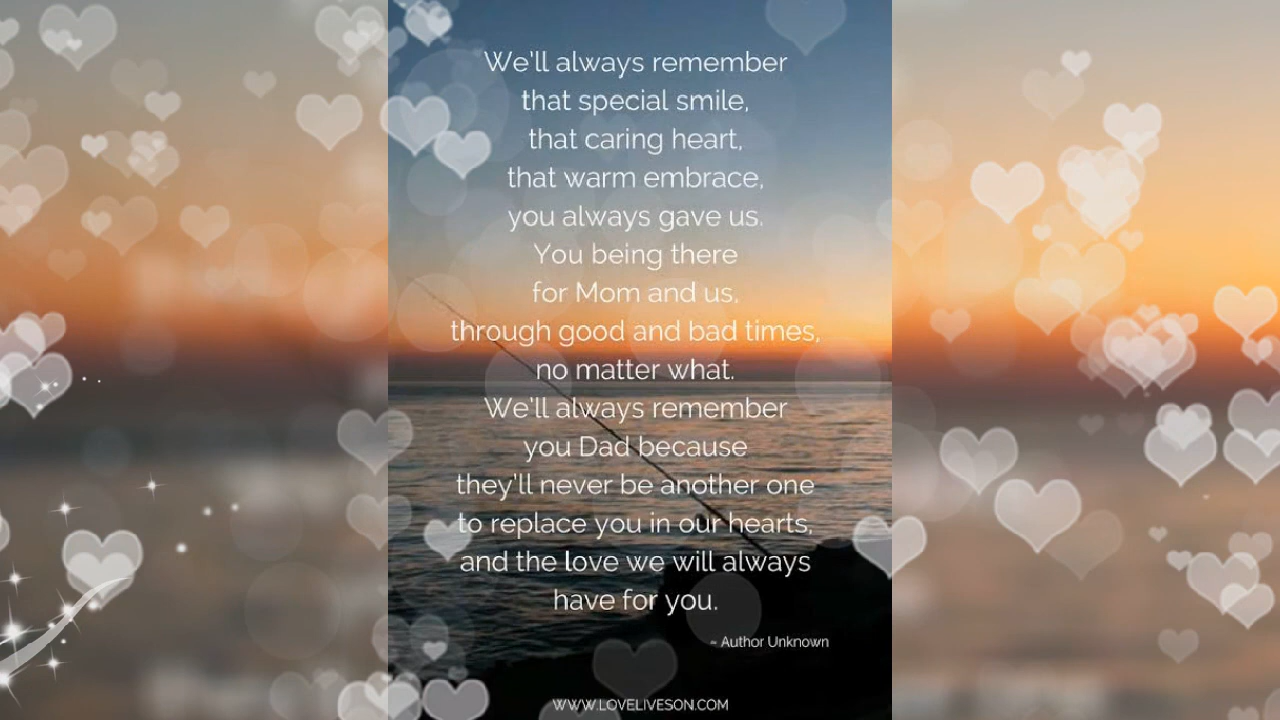 We'll always remember
that special smile,
that caring heart,
that warm embrace,
you always gave us.
You being there
for Mom and us,
through good and bad times,
no matter what.
We'll always remember
you Dad because
they'll never be another one
to replace you in our hearts,
and the love we will always
have for you.
~ Author Unknown
WWW.LOVELIVESON.COM